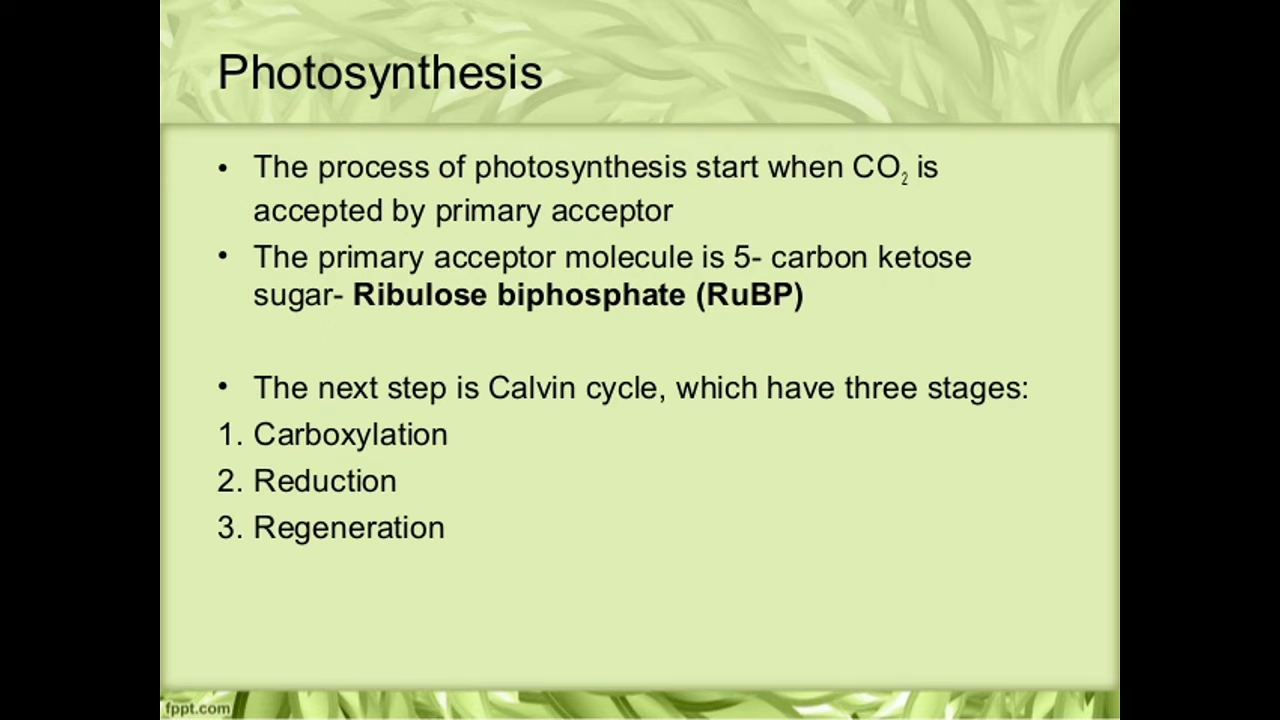 Photosynthesis
• The process of photosynthesis start when CO₂ is
accepted by primary acceptor
• The primary acceptor molecule is 5- carbon ketose
sugar- Ribulose biphosphate (RuBP)
• The next step is Calvin cycle, which have three stages:
1. Carboxylation
2. Reduction
3. Regeneration
fppt.com